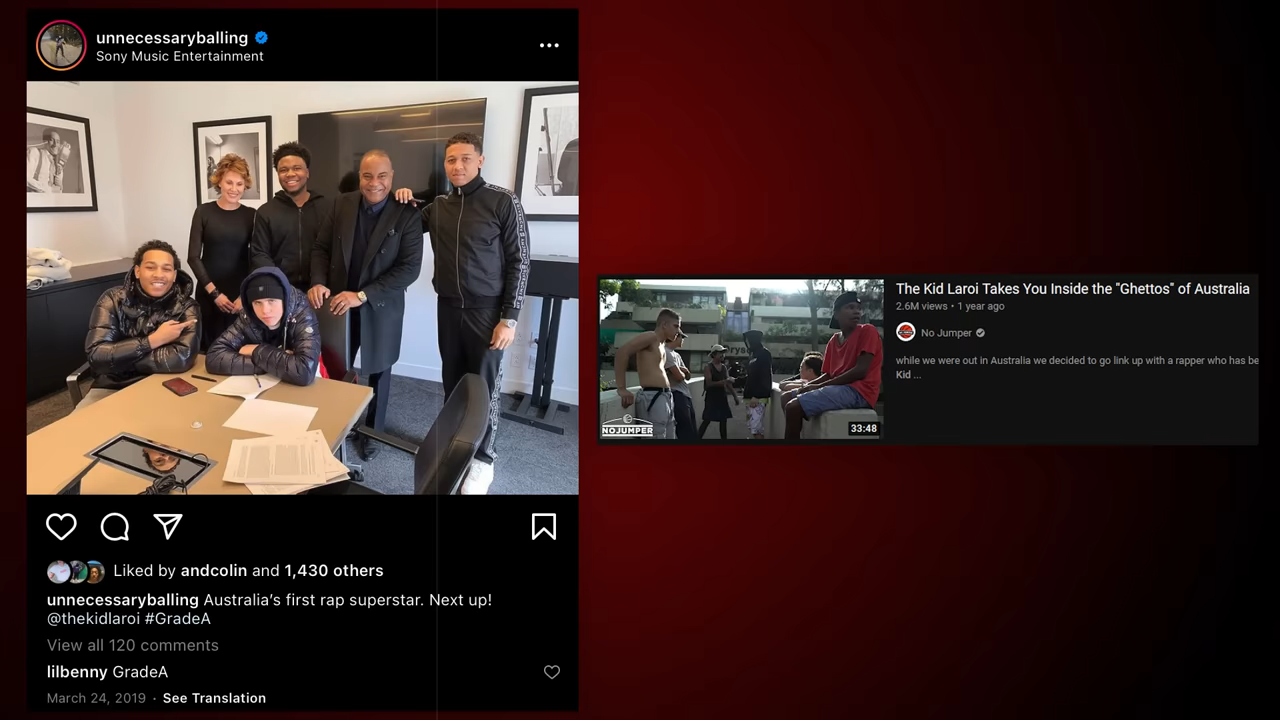 unnecessaryballing
Sony Music Entertainment
Liked by andcolin and 1,430 others
unnecessaryballing Australia’s first rap superstar. Next up!
@thekidlaroi #GradeA
View all 120 comments
lilbenny GradeA
March 24, 2019 · See Translation
The Kid Laroi Takes You Inside the "Ghettos" of Australia
2.6M views • 1 year ago
No Jumper
while we were out in Australia we decided to go link up with a rapper who has be
Kid ...
NOJUMPER
33:48